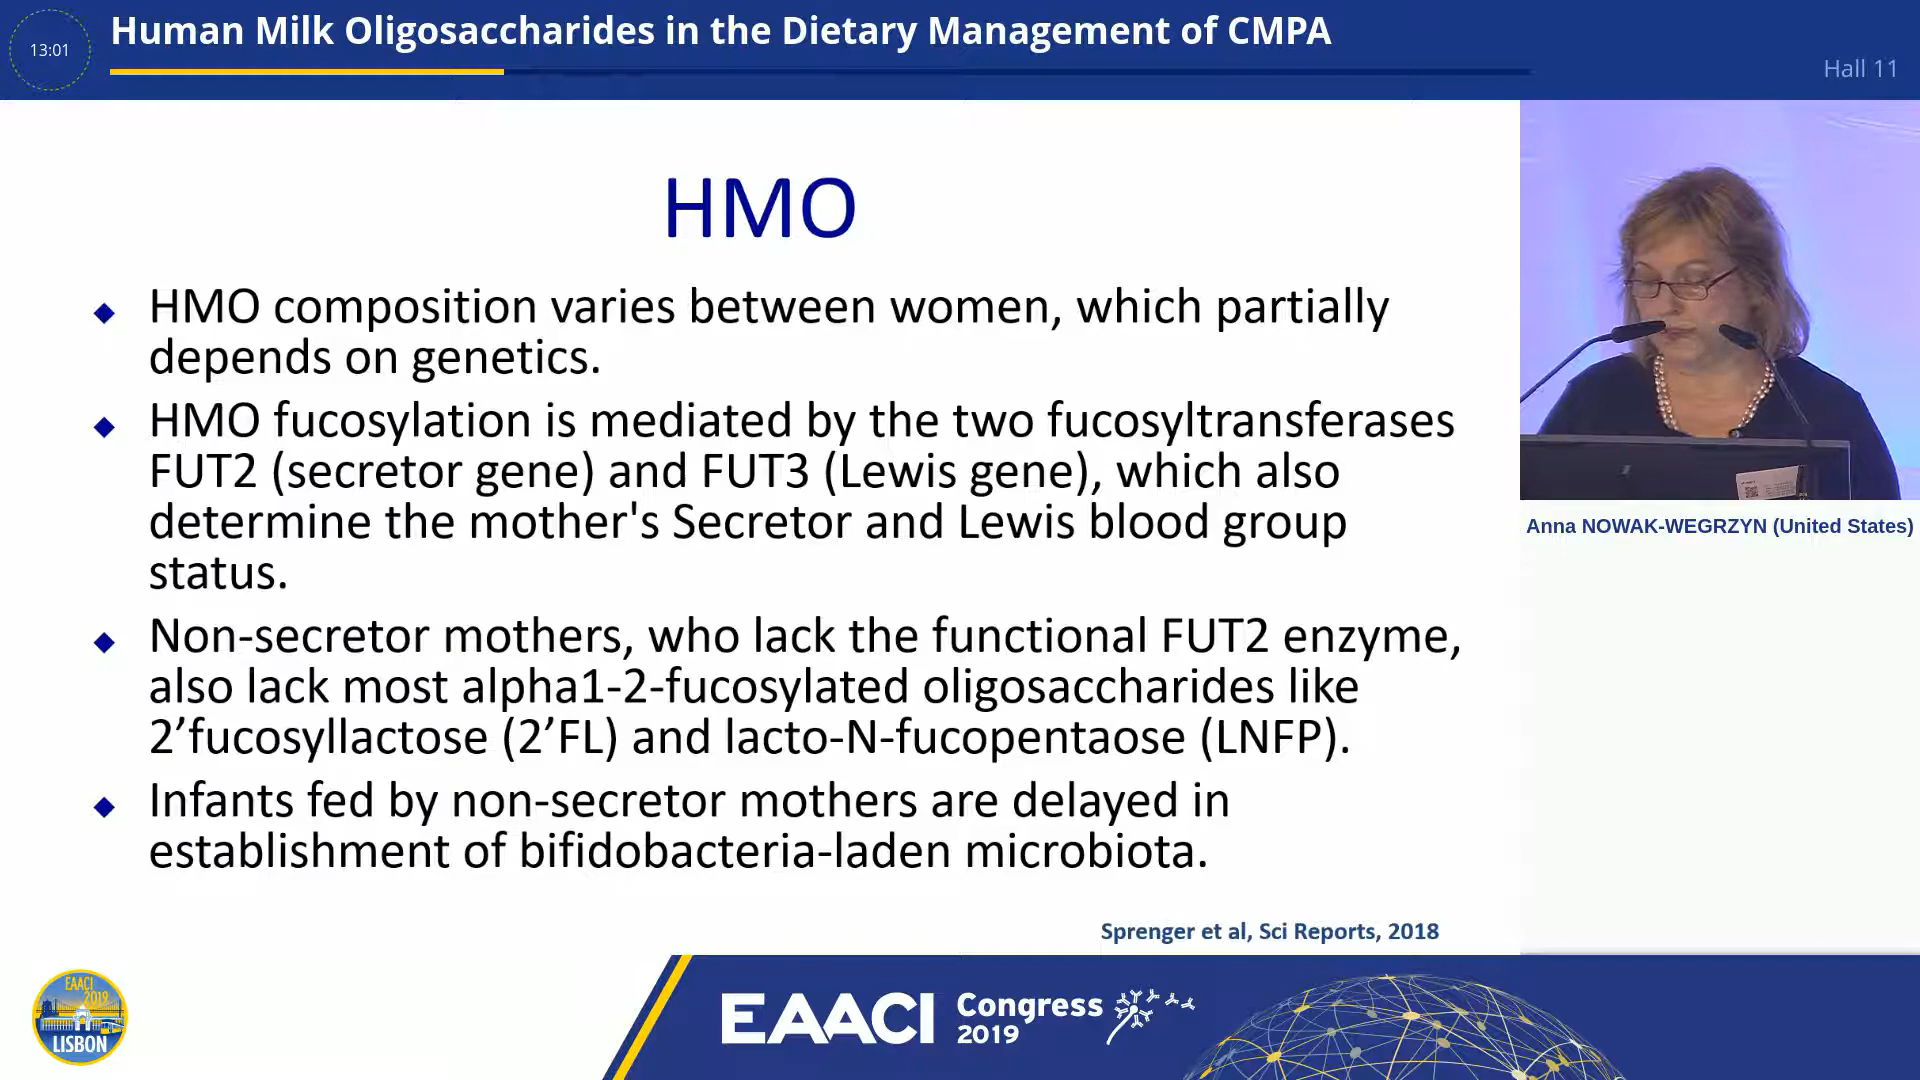 13:01
Human Milk Oligosaccharides in the Dietary Management of CMPA
Hall 11
HMO
HMO composition varies between women, which partially
depends on genetics.
HMO fucosylation is mediated by the two fucosyltransferases
FUT2 (secretor gene) and FUT3 (Lewis gene), which also
determine the mother's Secretor and Lewis blood group
status.
Non-secretor mothers, who lack the functional FUT2 enzyme,
also lack most alpha1-2-fucosylated oligosaccharides like
2’fucosyllactose (2’FL) and lacto-N-fucopentaose (LNFP).
Infants fed by non-secretor mothers are delayed in
establishment of bifidobacteria-laden microbiota.
Sprenger et al, Sci Reports, 2018
Anna NOWAK-WEGRZYN (United States)
EAACI
2019
LISBON
EAACI Congress
2019